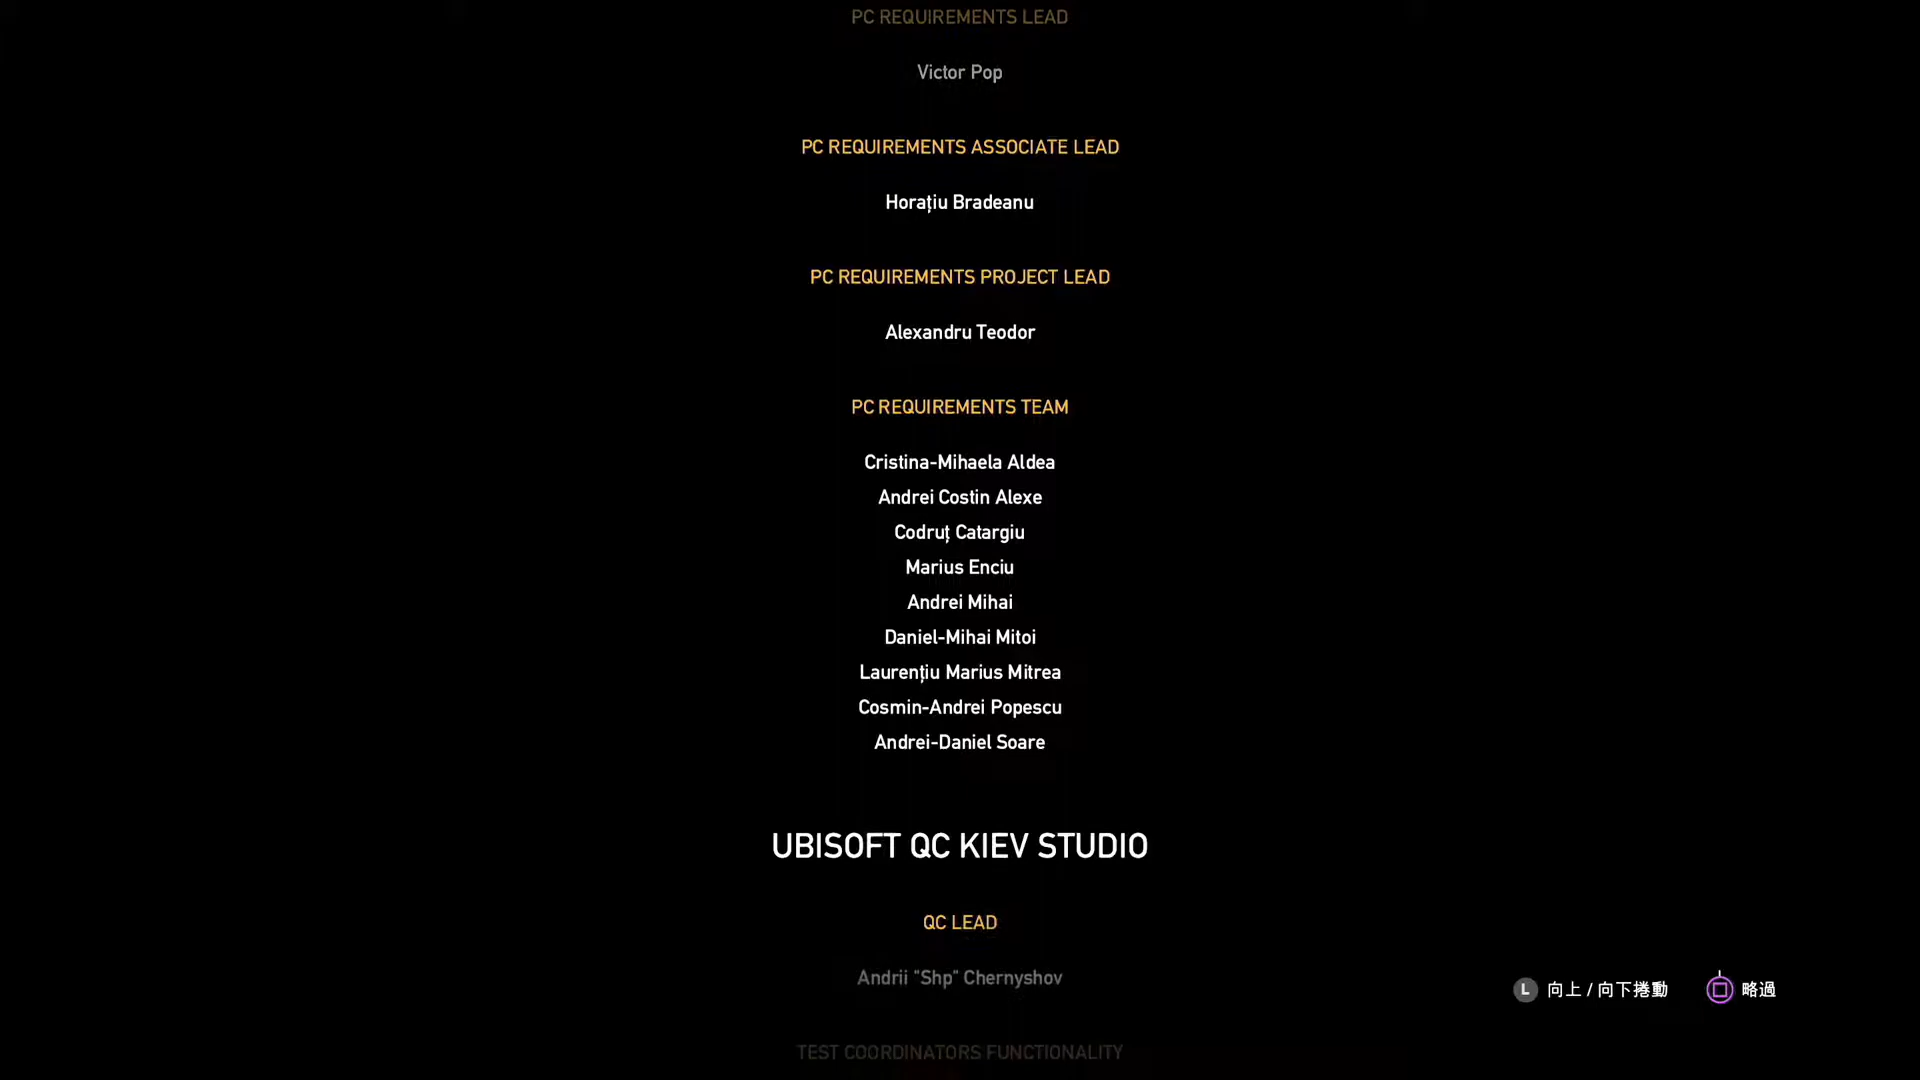 PC REQUIREMENTS LEAD
Victor Pop
PC REQUIREMENTS ASSOCIATE LEAD
Horațiu Bradeanu
PC REQUIREMENTS PROJECT LEAD
Alexandru Teodor
PC REQUIREMENTS TEAM
Cristina-Mihaela Aldea
Andrei Costin Alexe
Codruț Catargiu
Marius Enciu
Andrei Mihai
Daniel-Mihai Mitoi
Laurențiu Marius Mitrea
Cosmin-Andrei Popescu
Andrei-Daniel Soare
UBISOFT QC KIEV STUDIO
QC LEAD
Andrii "Shp" Chernyshov
L 向上 / 向下捲動 略過
TEST COORDINATORS FUNCTIONALITY